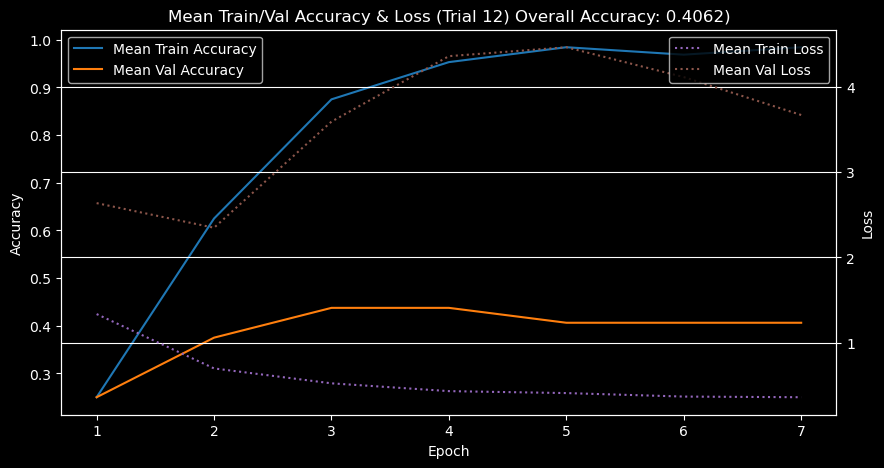 Mean Train/Val Accuracy & Loss (Trial 12) Overall Accuracy: 0.4062)
Mean Train Accuracy
Mean Val Accuracy
Mean Train Loss
Mean Val Loss
1.0
0.9
0.8
0.7
0.6
0.5
0.4
0.3
Accuracy
4
3
2
1
Loss
1 2 3 4 5 6 7
Epoch